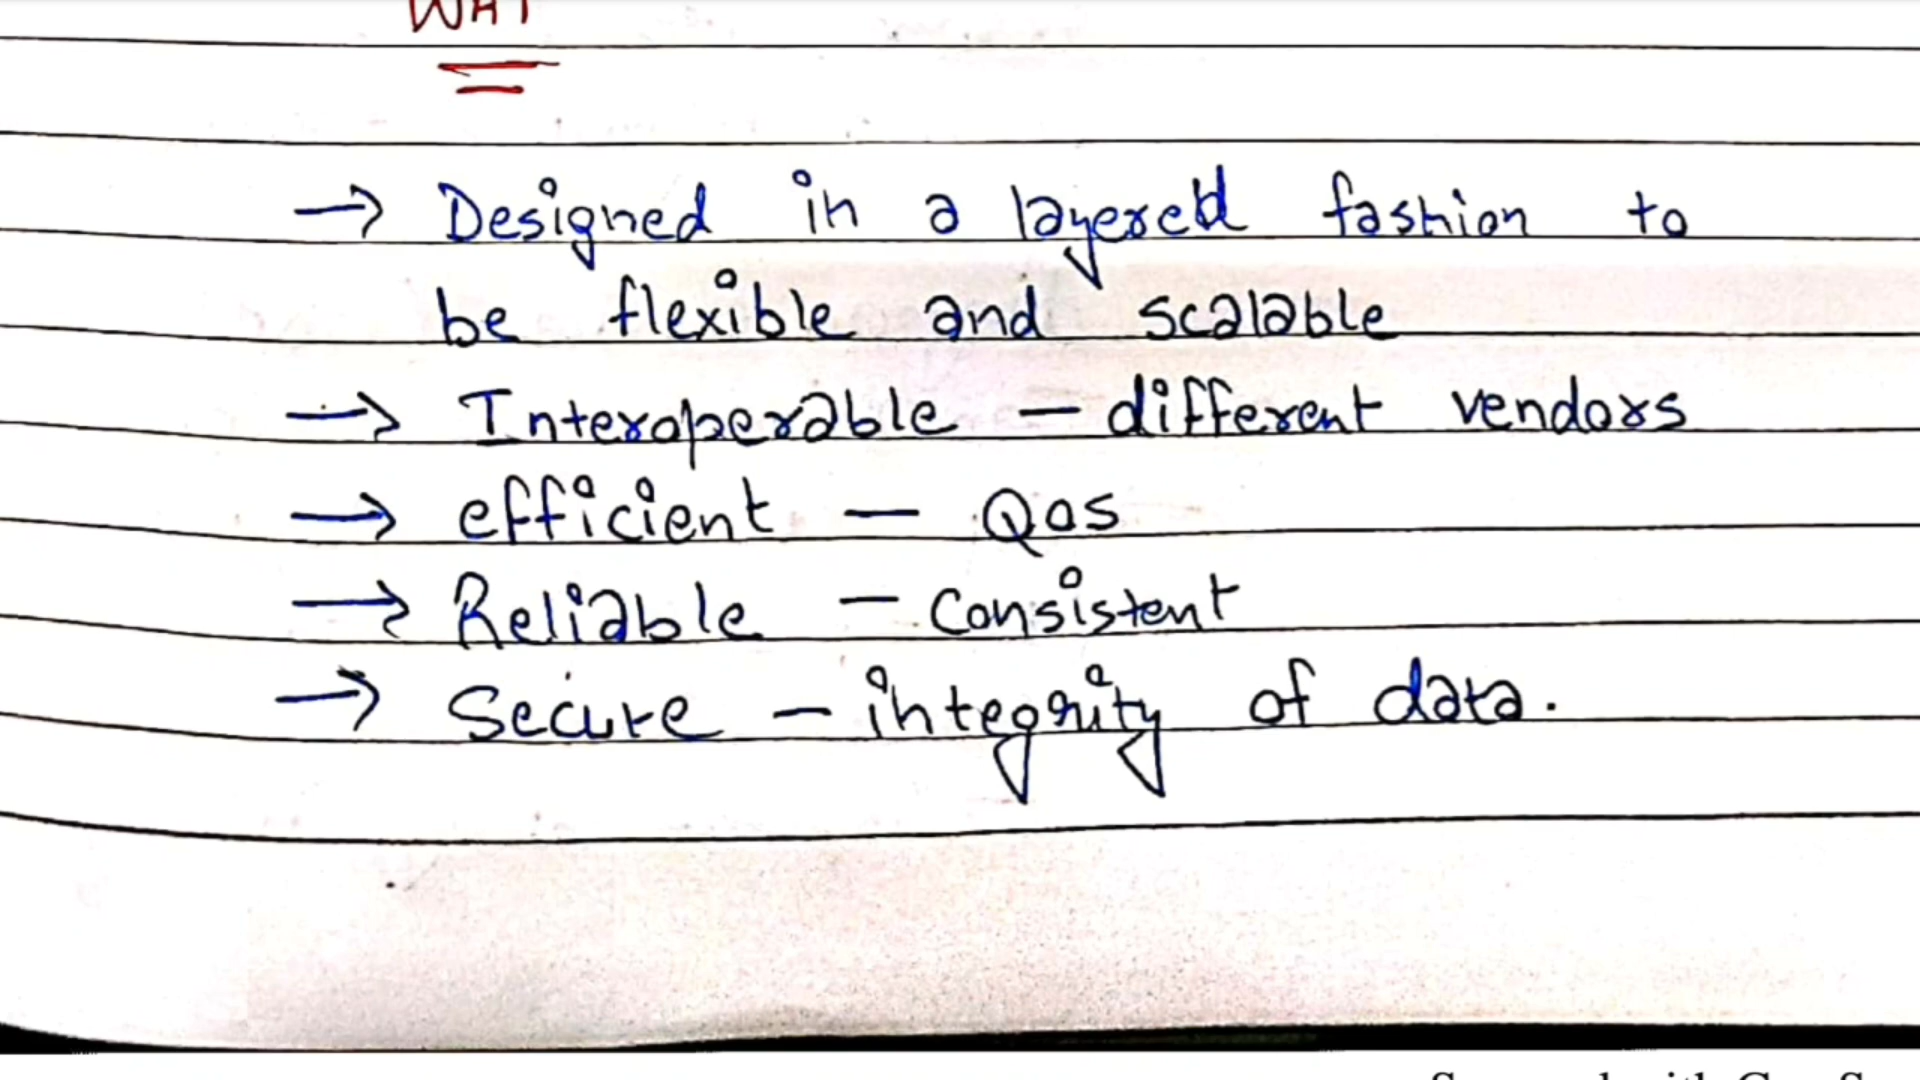 → Designed in a layered fashion to
be flexible and scalable
→ Interoperable – different vendors
→ efficient – QoS
→ Reliable – Consistent
→ Secure – integrity of data.